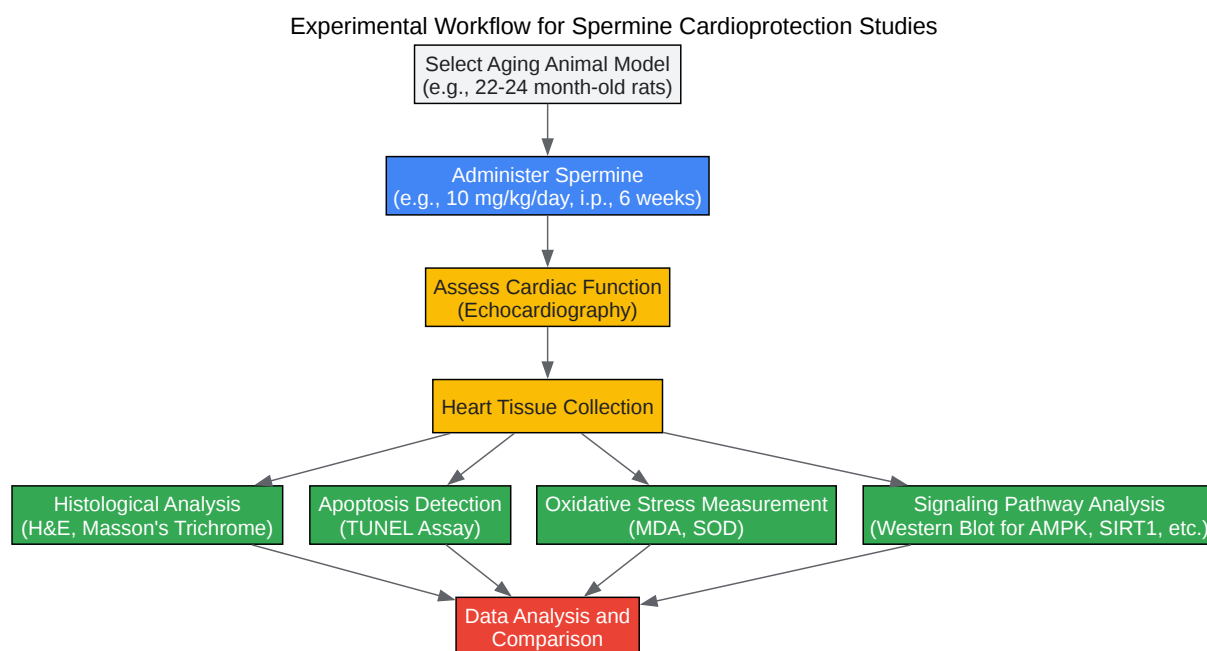 Experimental Workflow for Spermine Cardioprotection Studies
Select Aging Animal Model
(e.g., 22-24 month-old rats)
Administer Spermine
(e.g., 10 mg/kg/day, i.p., 6 weeks)
Assess Cardiac Function
(Echocardiography)
Heart Tissue Collection
Histological Analysis
(H&E, Masson's Trichrome)
Apoptosis Detection
(TUNEL Assay)
Oxidative Stress Measurement
(MDA, SOD)
Signaling Pathway Analysis
(Western Blot for AMPK, SIRT1, etc.)
Data Analysis and
Comparison